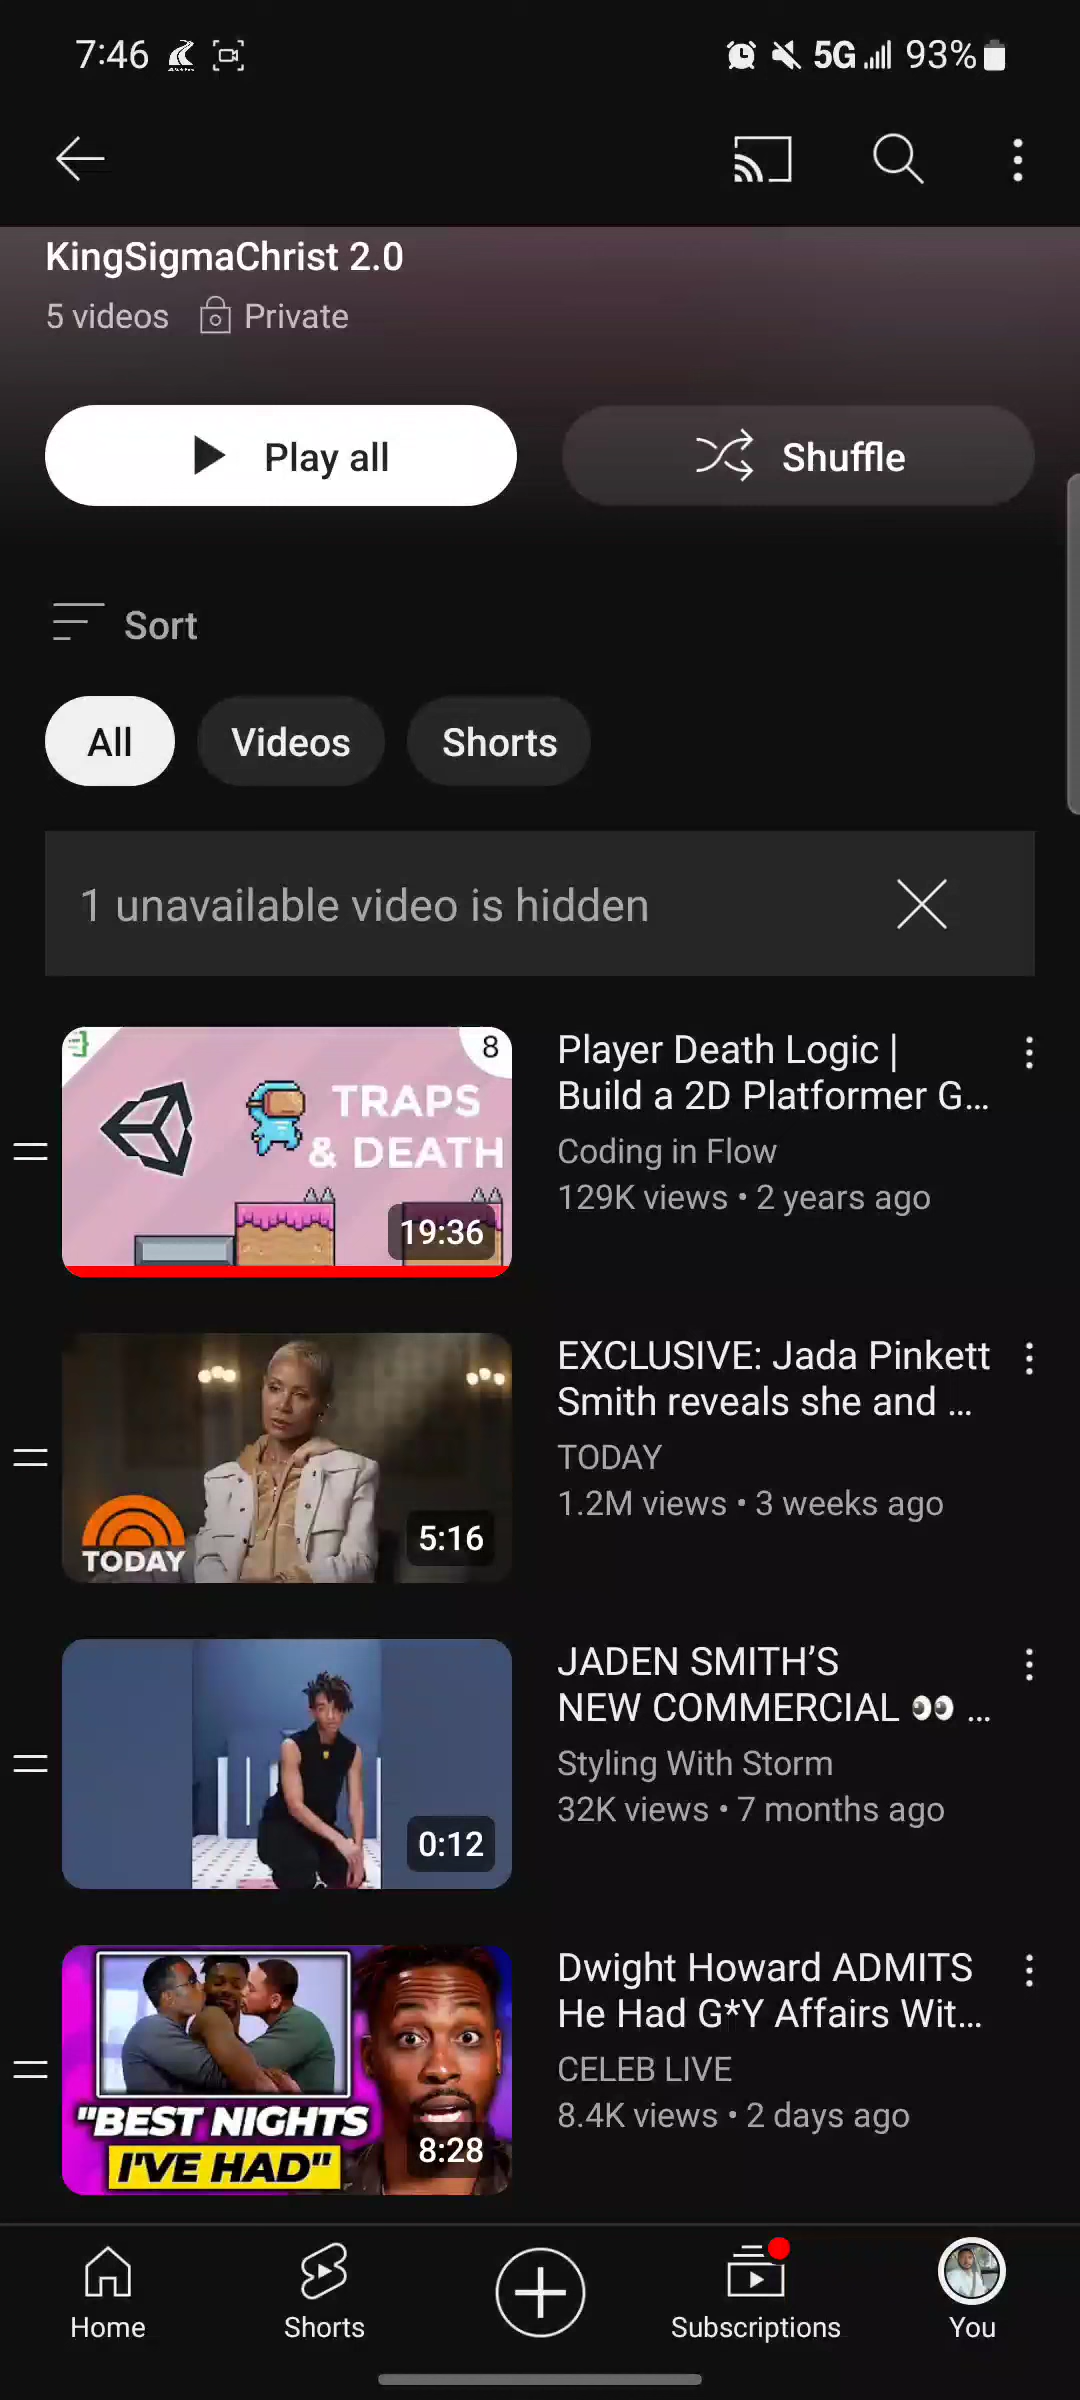 7:46
5G 93%
KingSigmaChrist 2.0
5 videos Private
Play all
Shuffle
Sort
All
Videos
Shorts
1 unavailable video is hidden
8
TRAPS
& DEATH
19:36
Player Death Logic |
Build a 2D Platformer G...
Coding in Flow
129K views • 2 years ago
TODAY
5:16
EXCLUSIVE: Jada Pinkett
Smith reveals she and ...
TODAY
1.2M views • 3 weeks ago
0:12
JADEN SMITH’S
NEW COMMERCIAL 👀 ...
Styling With Storm
32K views • 7 months ago
"BEST NIGHTS
I'VE HAD"
8:28
Dwight Howard ADMITS
He Had G*Y Affairs Wit...
CELEB LIVE
8.4K views • 2 days ago
Home
Shorts
Subscriptions
You